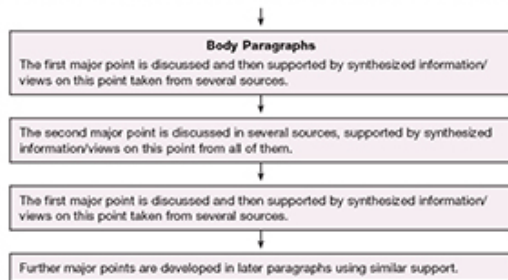 Body Paragraphs
The first major point is discussed and then supported by synthesized information/
views on this point taken from several sources.
The second major point is discussed in several sources, supported by synthesized
information/views on this point from all of them.
The first major point is discussed and then supported by synthesized information/
views on this point taken from several sources.
Further major points are developed in later paragraphs using similar support.